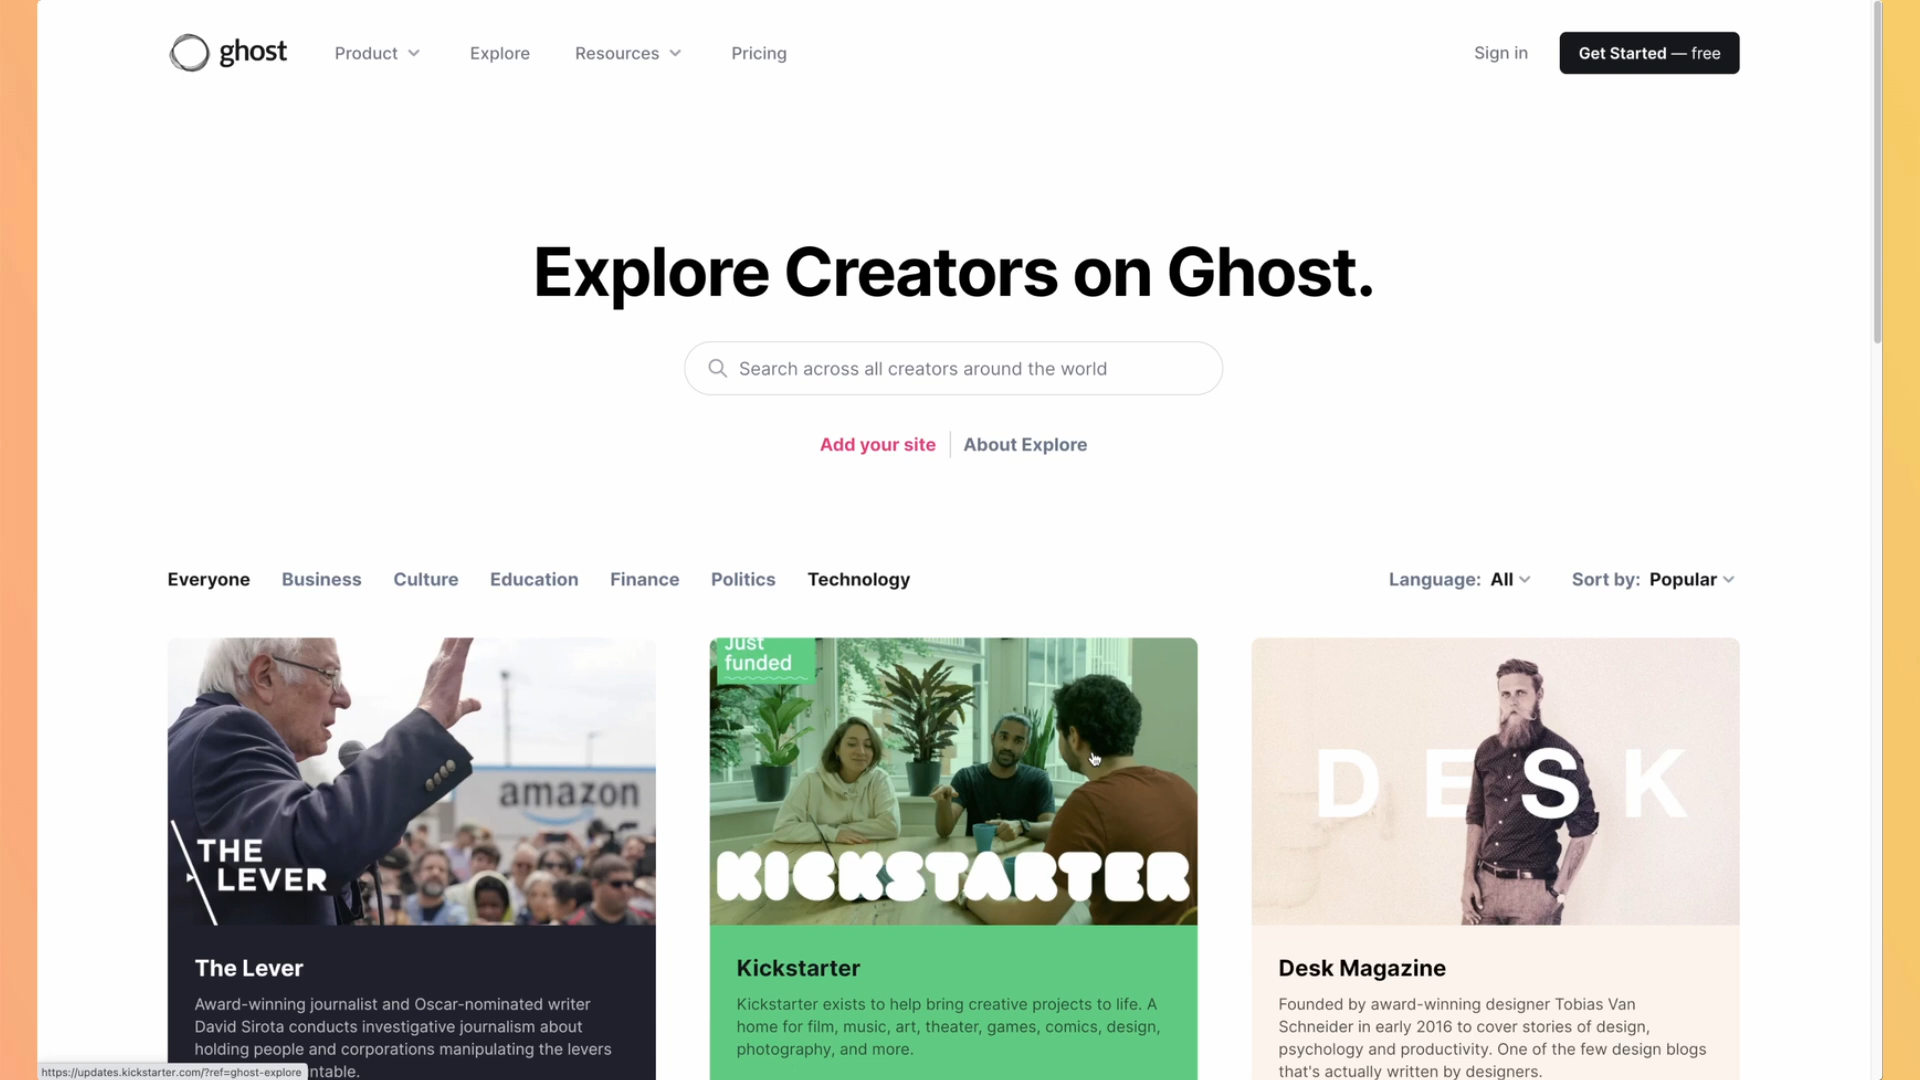 ghost
Product
Explore
Resources
Pricing
Sign in
Get Started — free
Explore Creators on Ghost.
Search across all creators around the world
Add your site
About Explore
Everyone
Business
Culture
Education
Finance
Politics
Technology
Language: All
Sort by: Popular
amazon
THE
LEVER
Just
funded
KICKSTARTER
DESK
The Lever
Award-winning journalist and Oscar-nominated writer
David Sirota conducts investigative journalism about
holding people and corporations manipulating the levers
ntable.
Kickstarter
Kickstarter exists to help bring creative projects to life. A
home for film, music, art, theater, games, comics, design,
photography, and more.
Desk Magazine
Founded by award-winning designer Tobias Van
Schneider in early 2016 to cover stories of design,
psychology and productivity. One of the few design blogs
that's actually written by designers.
https://updates.kickstarter.com/?ref=ghost-explore